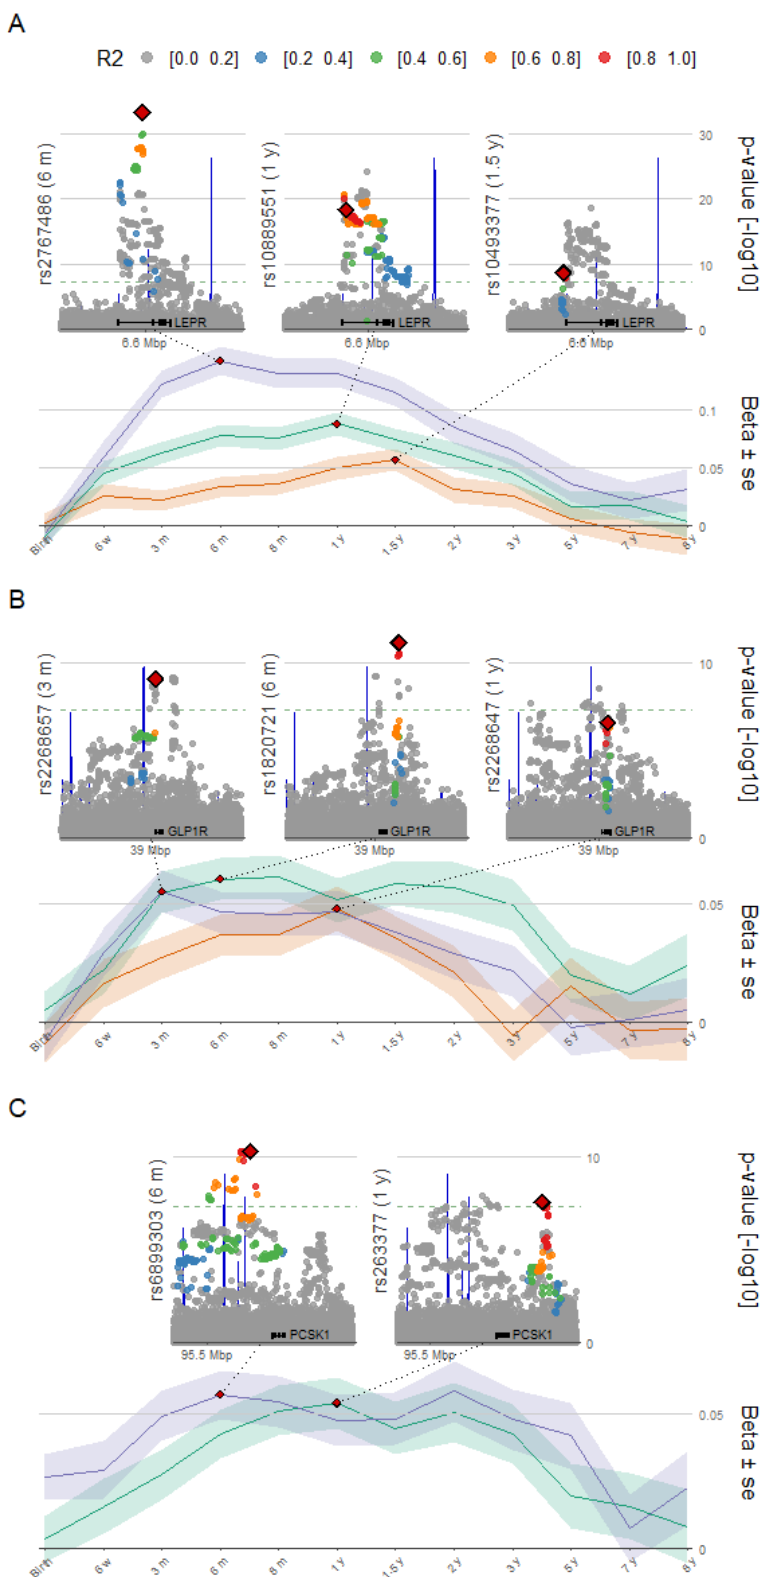 A
R2 [0.0 0.2] [0.2 0.4] [0.4 0.6] [0.6 0.8] [0.8 1.0]
rs2767486 (6 m)
rs10889551 (1 y)
rs10493377 (1.5 y)
30
20
10
0
p-value [-log10]
LEPR
LEPR
LEPR
6.6 Mbp
6.6 Mbp
6.6 Mbp
0.1
0.05
0
Beta ± se
Birth 6 w 3 m 6 m 8 m 1 y 1.5 y 2 y 3 y 5 y 7 y 8 y
B
rs2268657 (3 m)
rs1820721 (6 m)
rs2268647 (1 y)
10
0
p-value [-log10]
GLP1R
GLP1R
GLP1R
39 Mbp
39 Mbp
39 Mbp
0.05
0
Beta ± se
Birth 6 w 3 m 6 m 8 m 1 y 1.5 y 2 y 3 y 5 y 7 y 8 y
C
rs6899303 (6 m)
rs263377 (1 y)
10
0
p-value [-log10]
PCSK1
PCSK1
95.5 Mbp
95.5 Mbp
0.05
0
Beta ± se
Birth 6 w 3 m 6 m 8 m 1 y 1.5 y 2 y 3 y 5 y 7 y 8 y